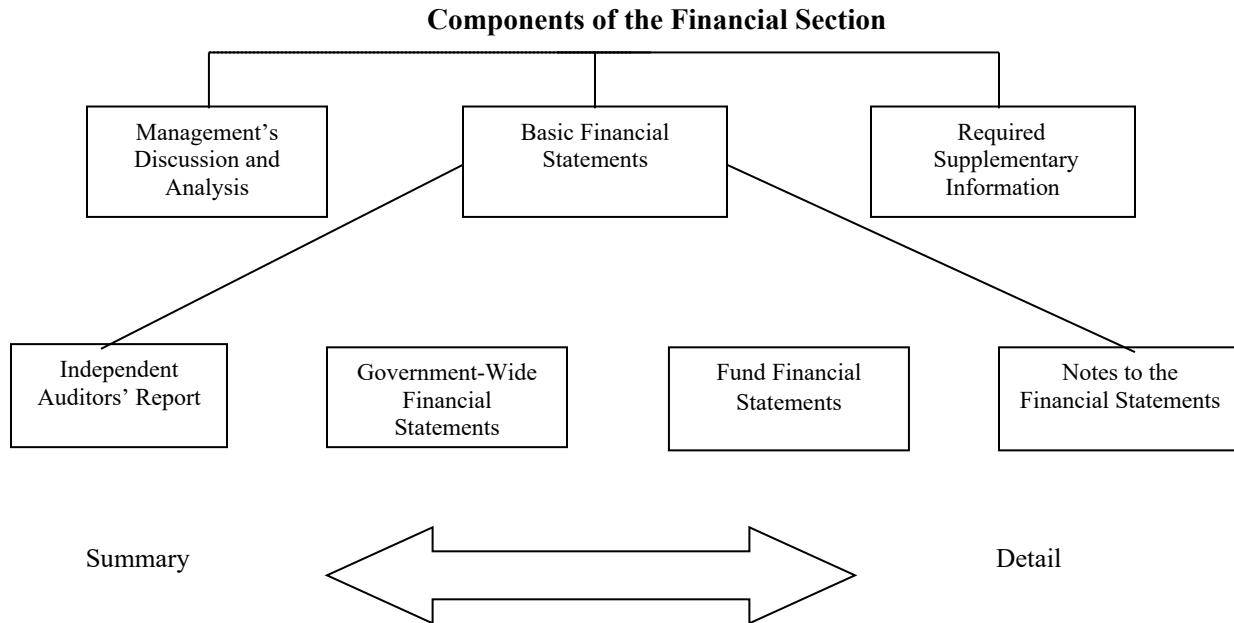 Components of the Financial Section
Management’s
Discussion and
Analysis
Basic Financial
Statements
Required
Supplementary
Information
Independent
Auditors’ Report
Government-Wide
Financial
Statements
Fund Financial
Statements
Notes to the
Financial Statements
Summary
Detail